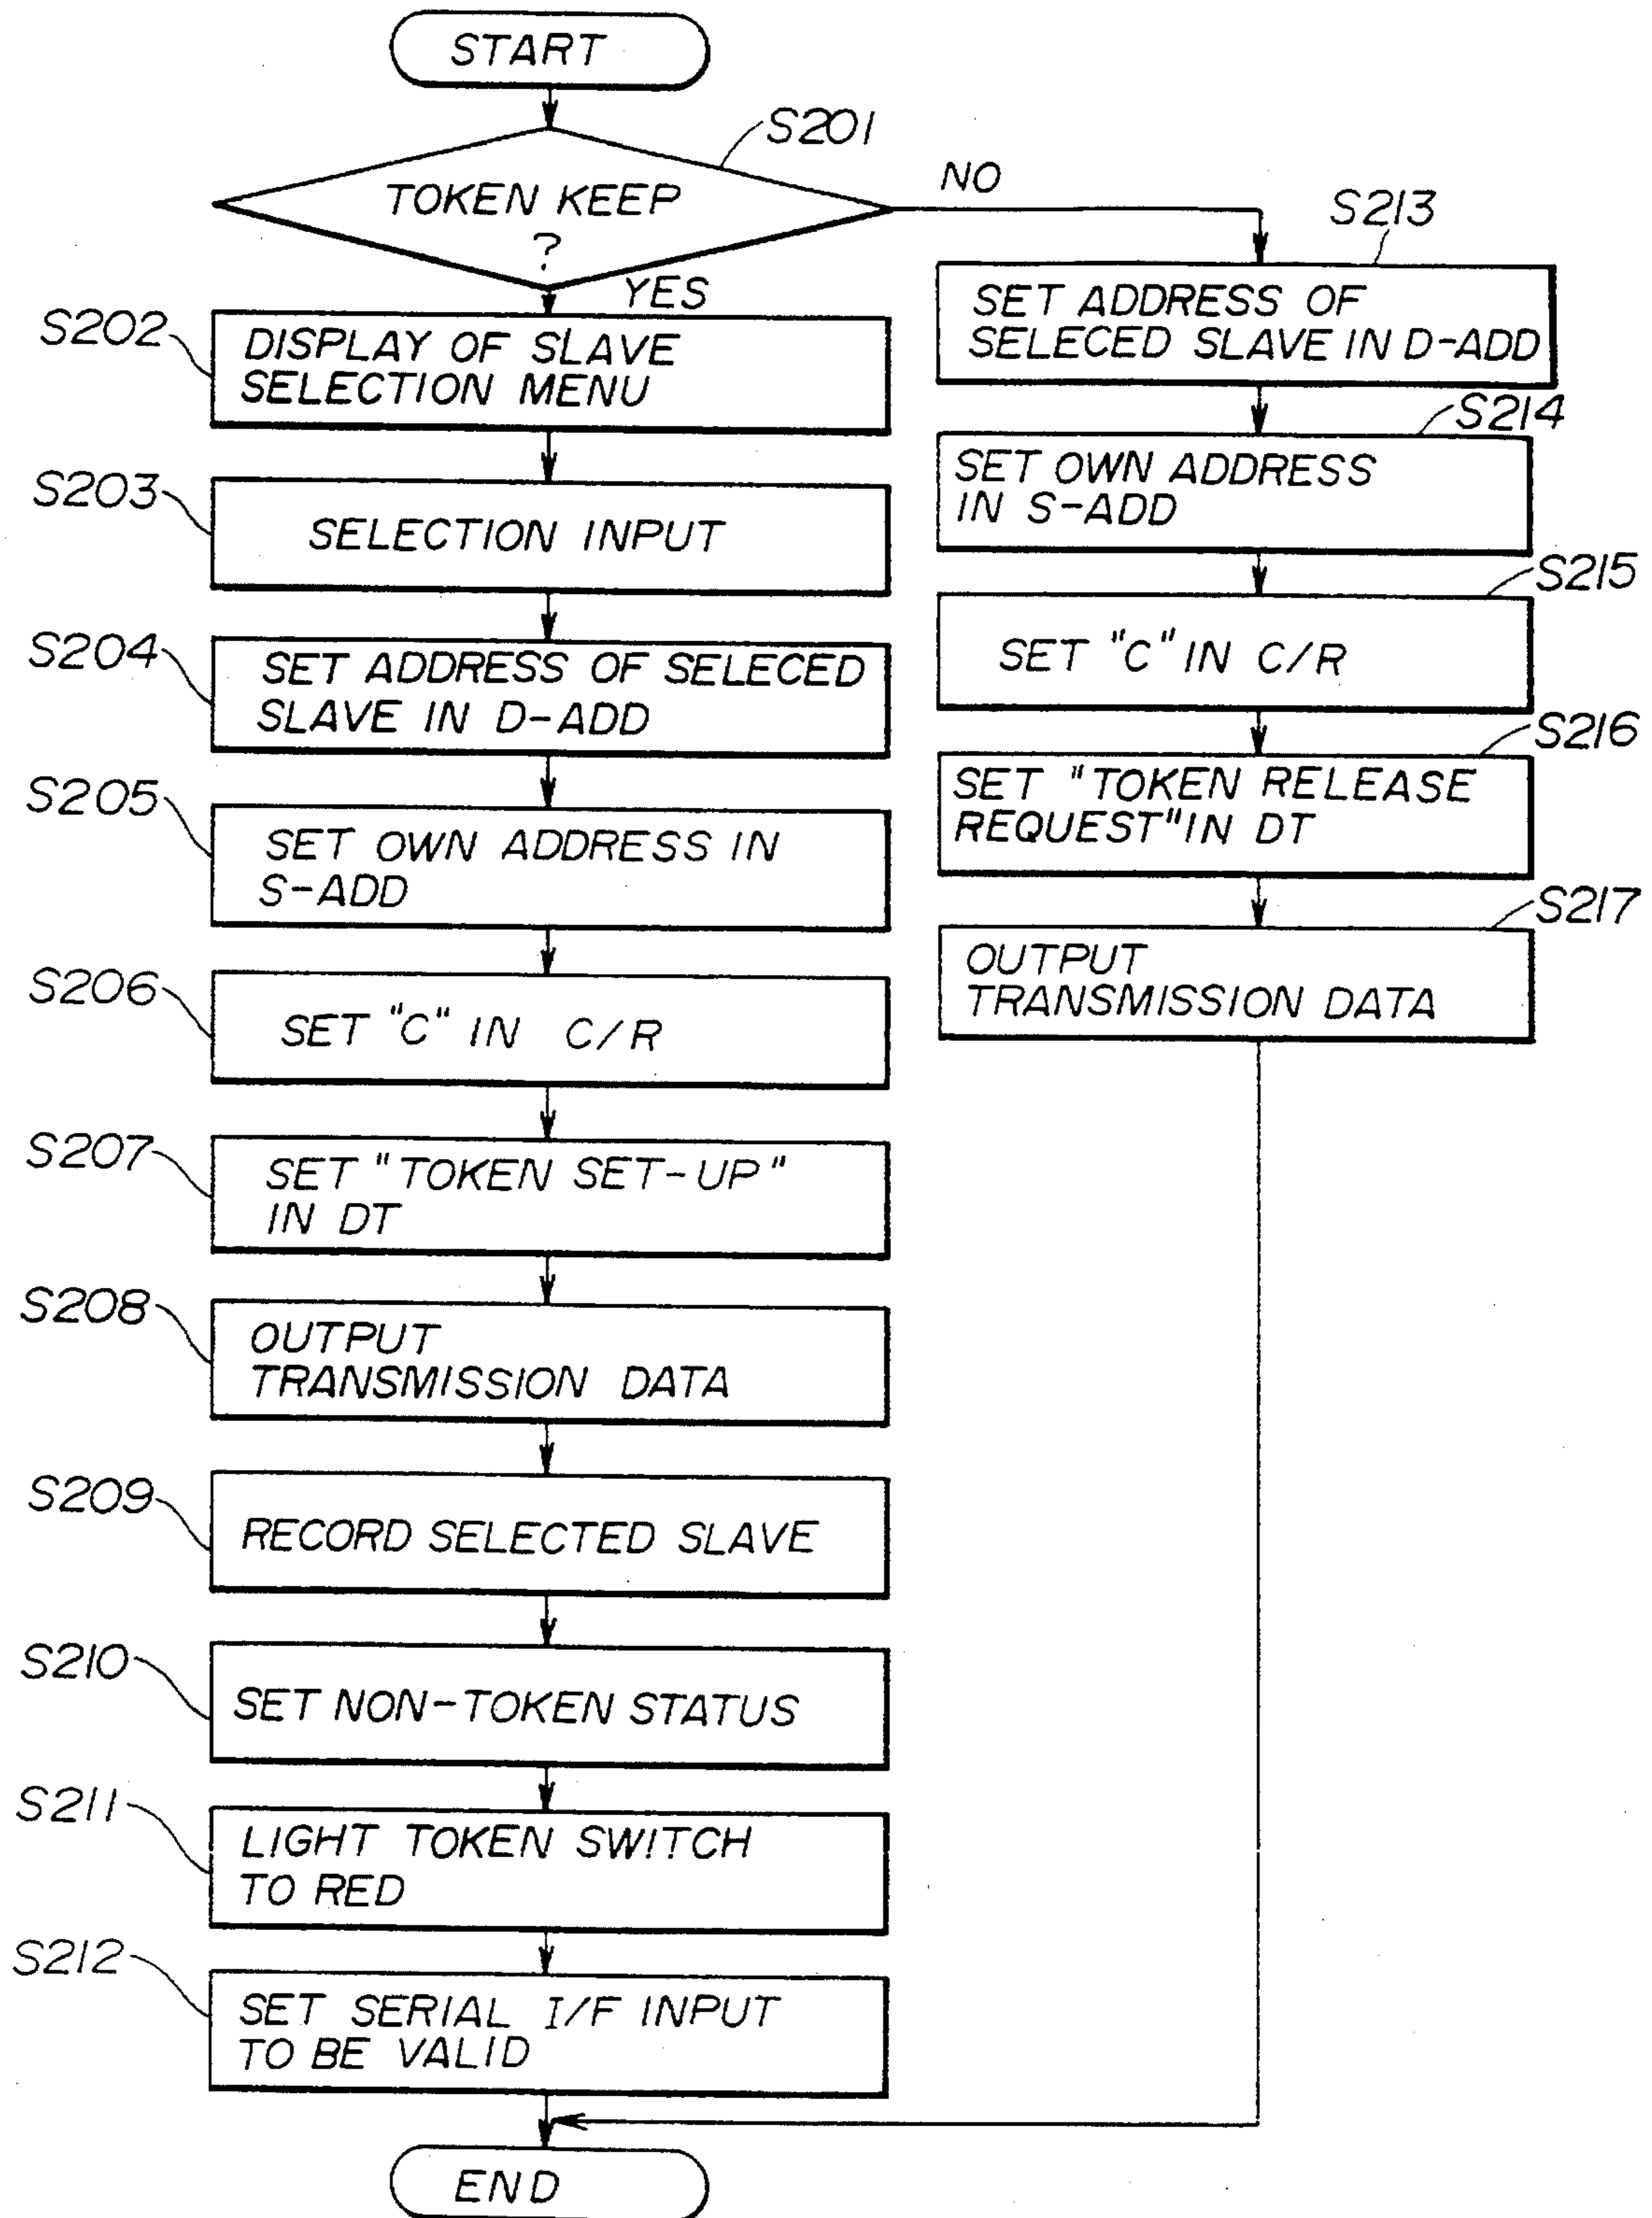 START
S201
TOKEN KEEP
?
NO
YES
S202
DISPLAY OF SLAVE
SELECTION MENU
S203
SELECTION INPUT
S204
SET ADDRESS OF SELECED
SLAVE IN D-ADD
S205
SET OWN ADDRESS IN
S-ADD
S206
SET "C" IN C/R
S207
SET "TOKEN SET-UP"
IN DT
S208
OUTPUT
TRANSMISSION DATA
S209
RECORD SELECTED SLAVE
S210
SET NON-TOKEN STATUS
S211
LIGHT TOKEN SWITCH
TO RED
S212
SET SERIAL I/F INPUT
TO BE VALID
S213
SET ADDRESS OF
SELECED SLAVE IN D-ADD
S214
SET OWN ADDRESS
IN S-ADD
S215
SET "C" IN C/R
S216
SET "TOKEN RELEASE
REQUEST" IN DT
S217
OUTPUT
TRANSMISSION DATA
END